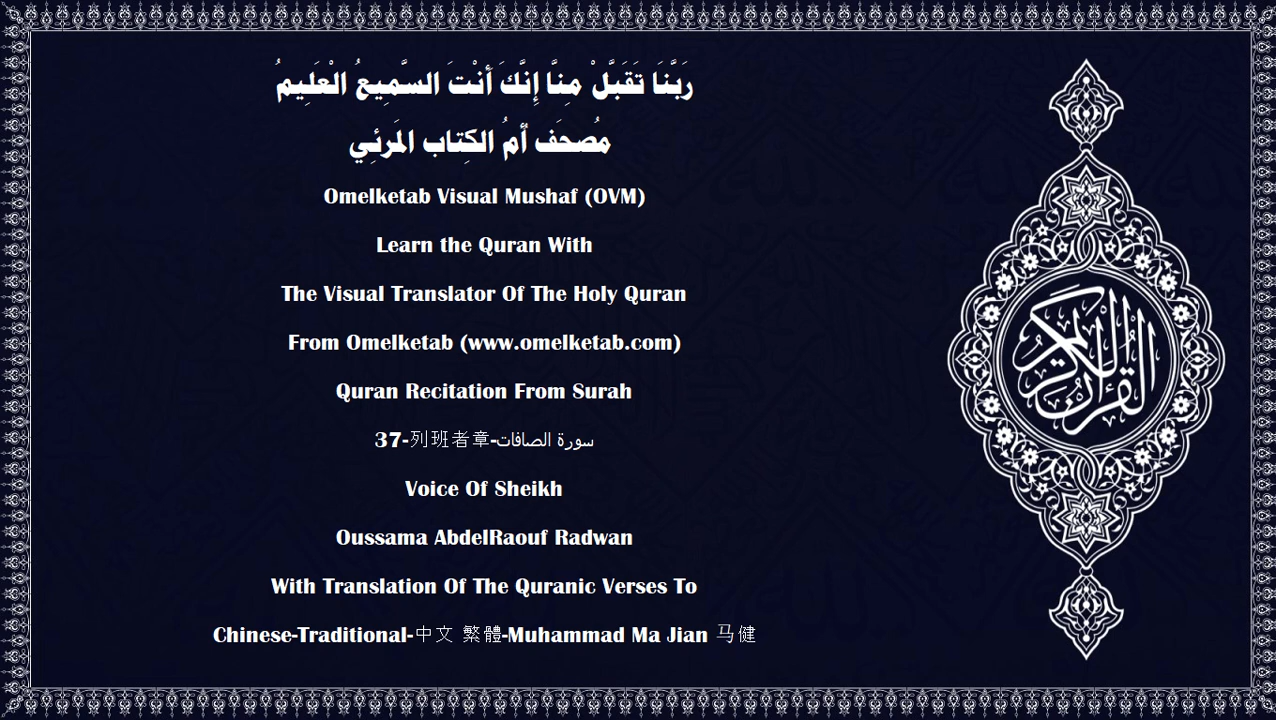 رَبَّنَا تَقَبَّلْ مِنَّا إِنَّكَ أَنْتَ السَّمِيعُ الْعَلِيمُ
مُصحَف أمُ الكِتاب المَرئِي
Omelketab Visual Mushaf (OVM)
Learn the Quran With
The Visual Translator Of The Holy Quran
From Omelketab (www.omelketab.com)
Quran Recitation From Surah
37-列班者章-سورة الصافات
Voice Of Sheikh
Oussama AbdelRaouf Radwan
With Translation Of The Quranic Verses To
Chinese-Traditional-中文 繁體-Muhammad Ma Jian 马健
القرآن الكريم